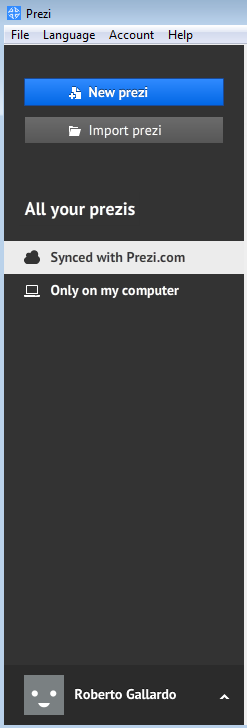 Prezi
File Language Account Help
New prezi
Import prezi
All your prezis
Synced with Prezi.com
Only on my computer
Roberto Gallardo